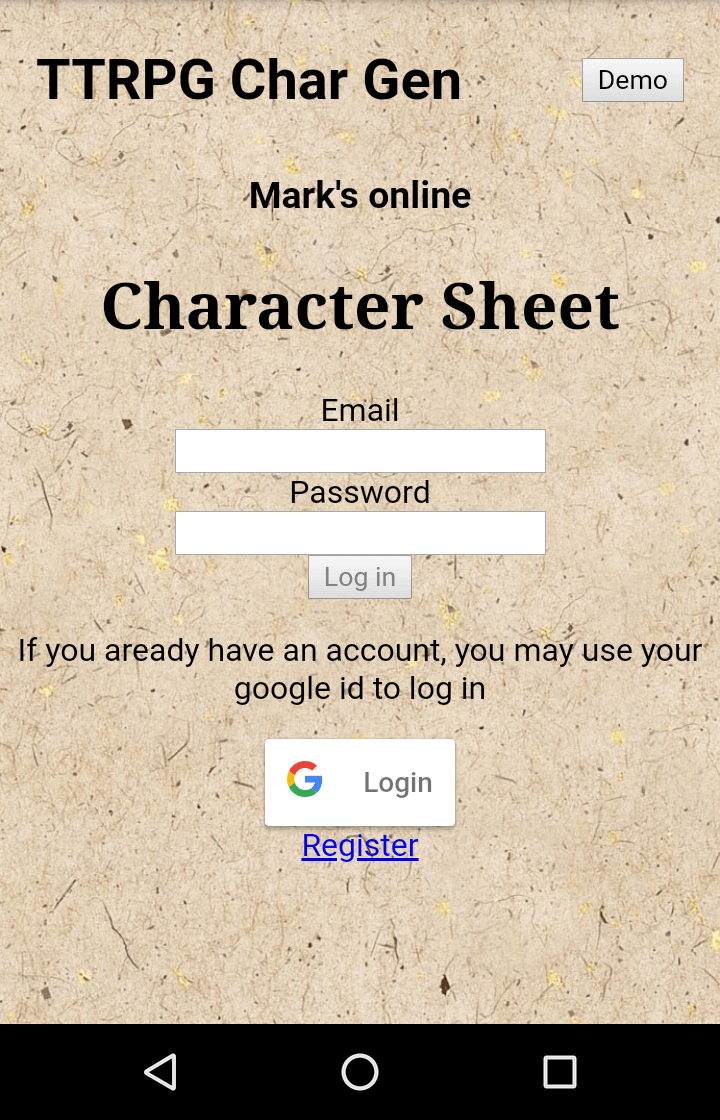 TTRPG Char Gen
Demo
Mark's online
Character Sheet
Email
Password
Log in
If you aready have an account, you may use your
google id to log in
Login
Register